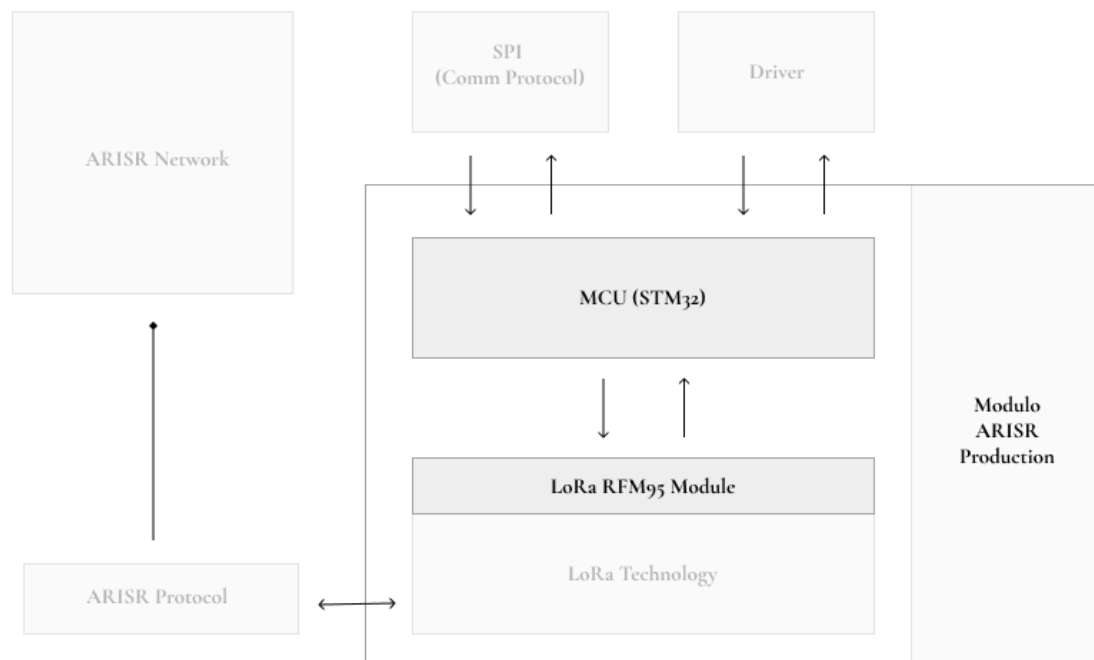 SPI
(Comm Protocol)
Driver
ARISR Network
MCU (STM32)
Modulo
ARISR
Production
LoRa RFM95 Module
LoRa Technology
ARISR Protocol